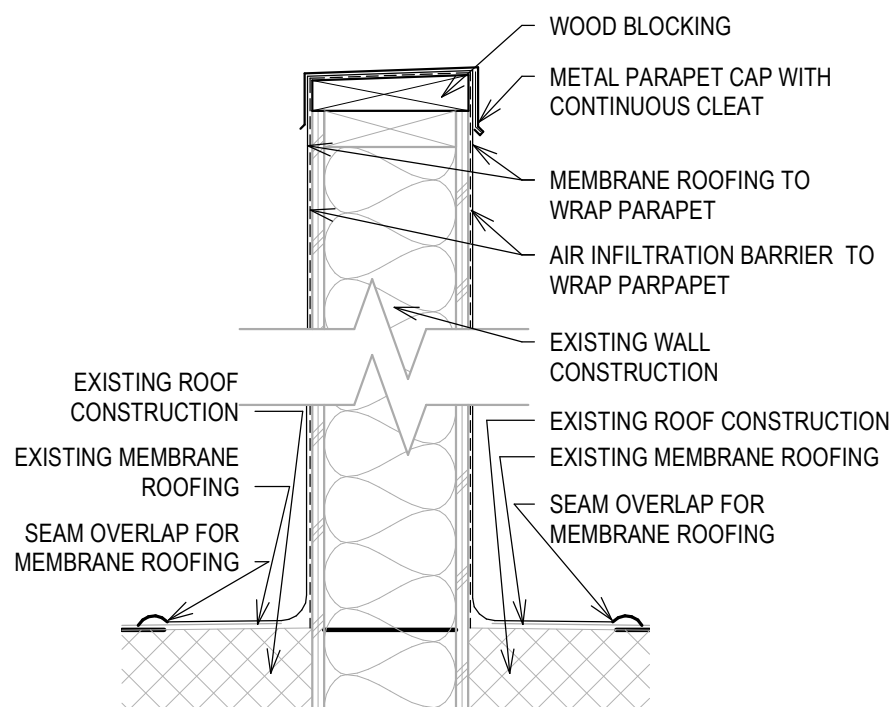 WOOD BLOCKING
METAL PARAPET CAP WITH
CONTINUOUS CLEAT
MEMBRANE ROOFING TO
WRAP PARAPET
AIR INFILTRATION BARRIER TO
WRAP PARPAPET
EXISTING WALL
CONSTRUCTION
EXISTING ROOF
CONSTRUCTION
EXISTING MEMBRANE
ROOFING
SEAM OVERLAP FOR
MEMBRANE ROOFING
EXISTING ROOF CONSTRUCTION
EXISTING MEMBRANE ROOFING
SEAM OVERLAP FOR
MEMBRANE ROOFING